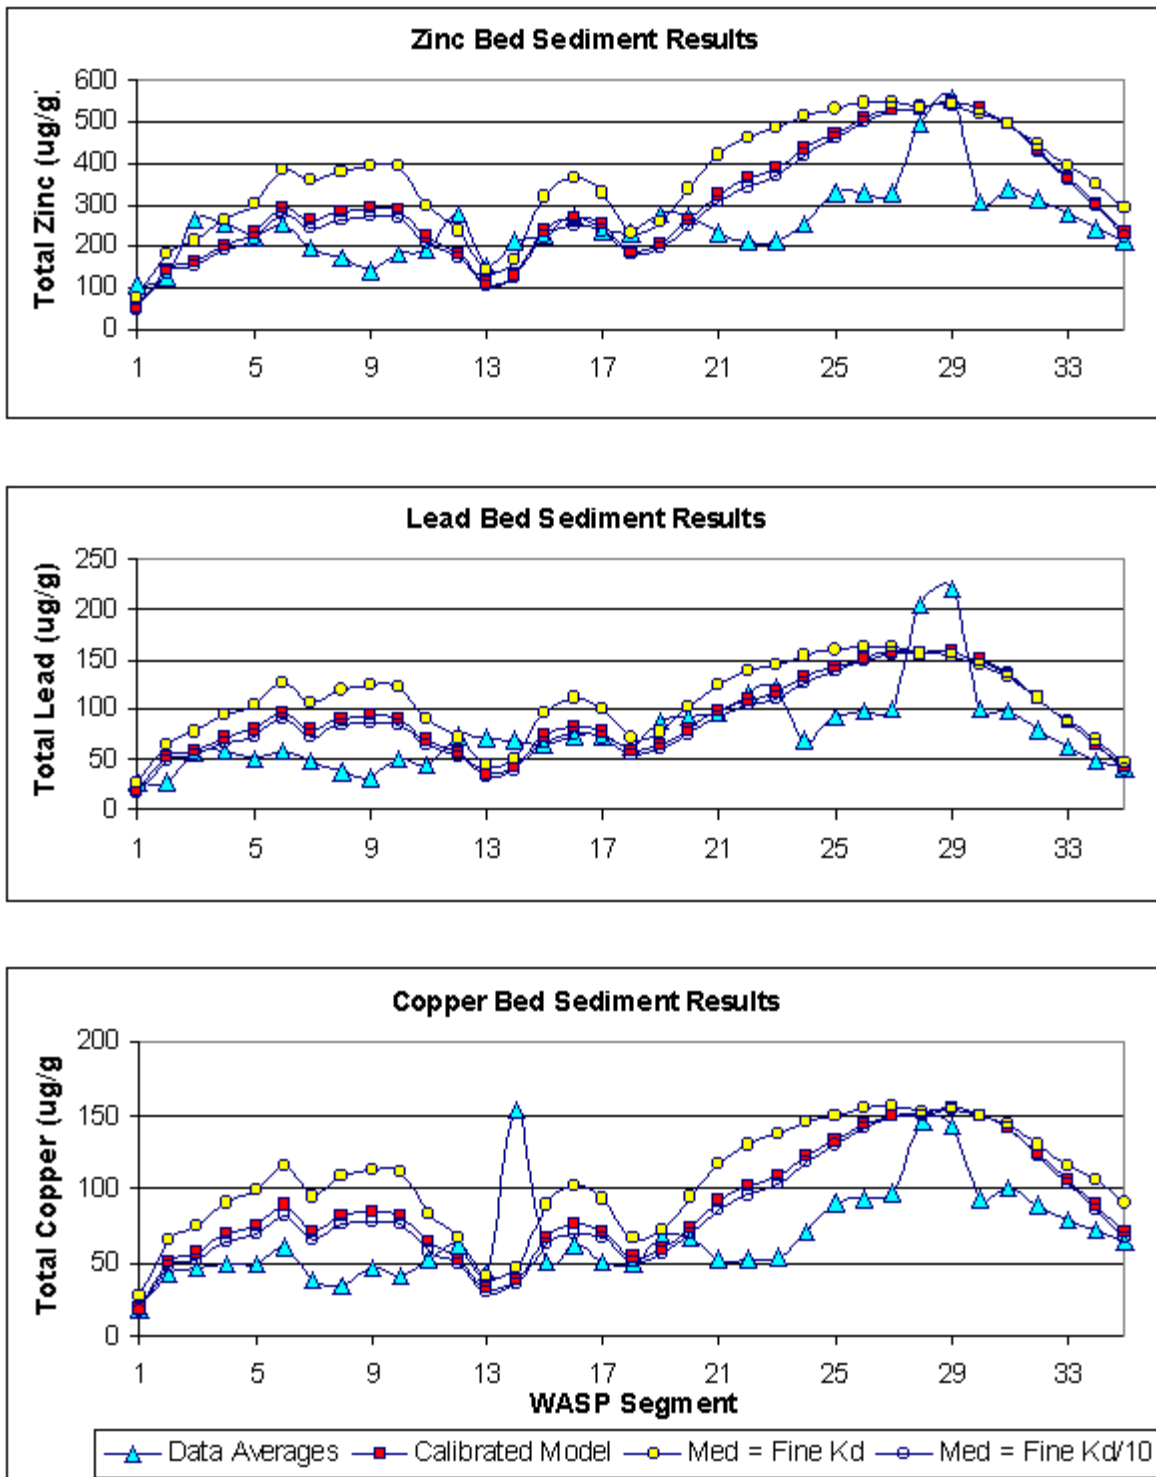 Zinc Bed Sediment Results
Total Zinc (ug/g)
600
500
400
300
200
100
0
1 5 9 13 17 21 25 29 33
Lead Bed Sediment Results
Total Lead (ug/g)
250
200
150
100
50
0
1 5 9 13 17 21 25 29 33
Copper Bed Sediment Results
Total Copper (ug/g
200
150
100
50
0
1 5 9 13 17 21 25 29 33
WASP Segment
Data Averages Calibrated Model Med = Fine Kd Med = Fine Kd/10